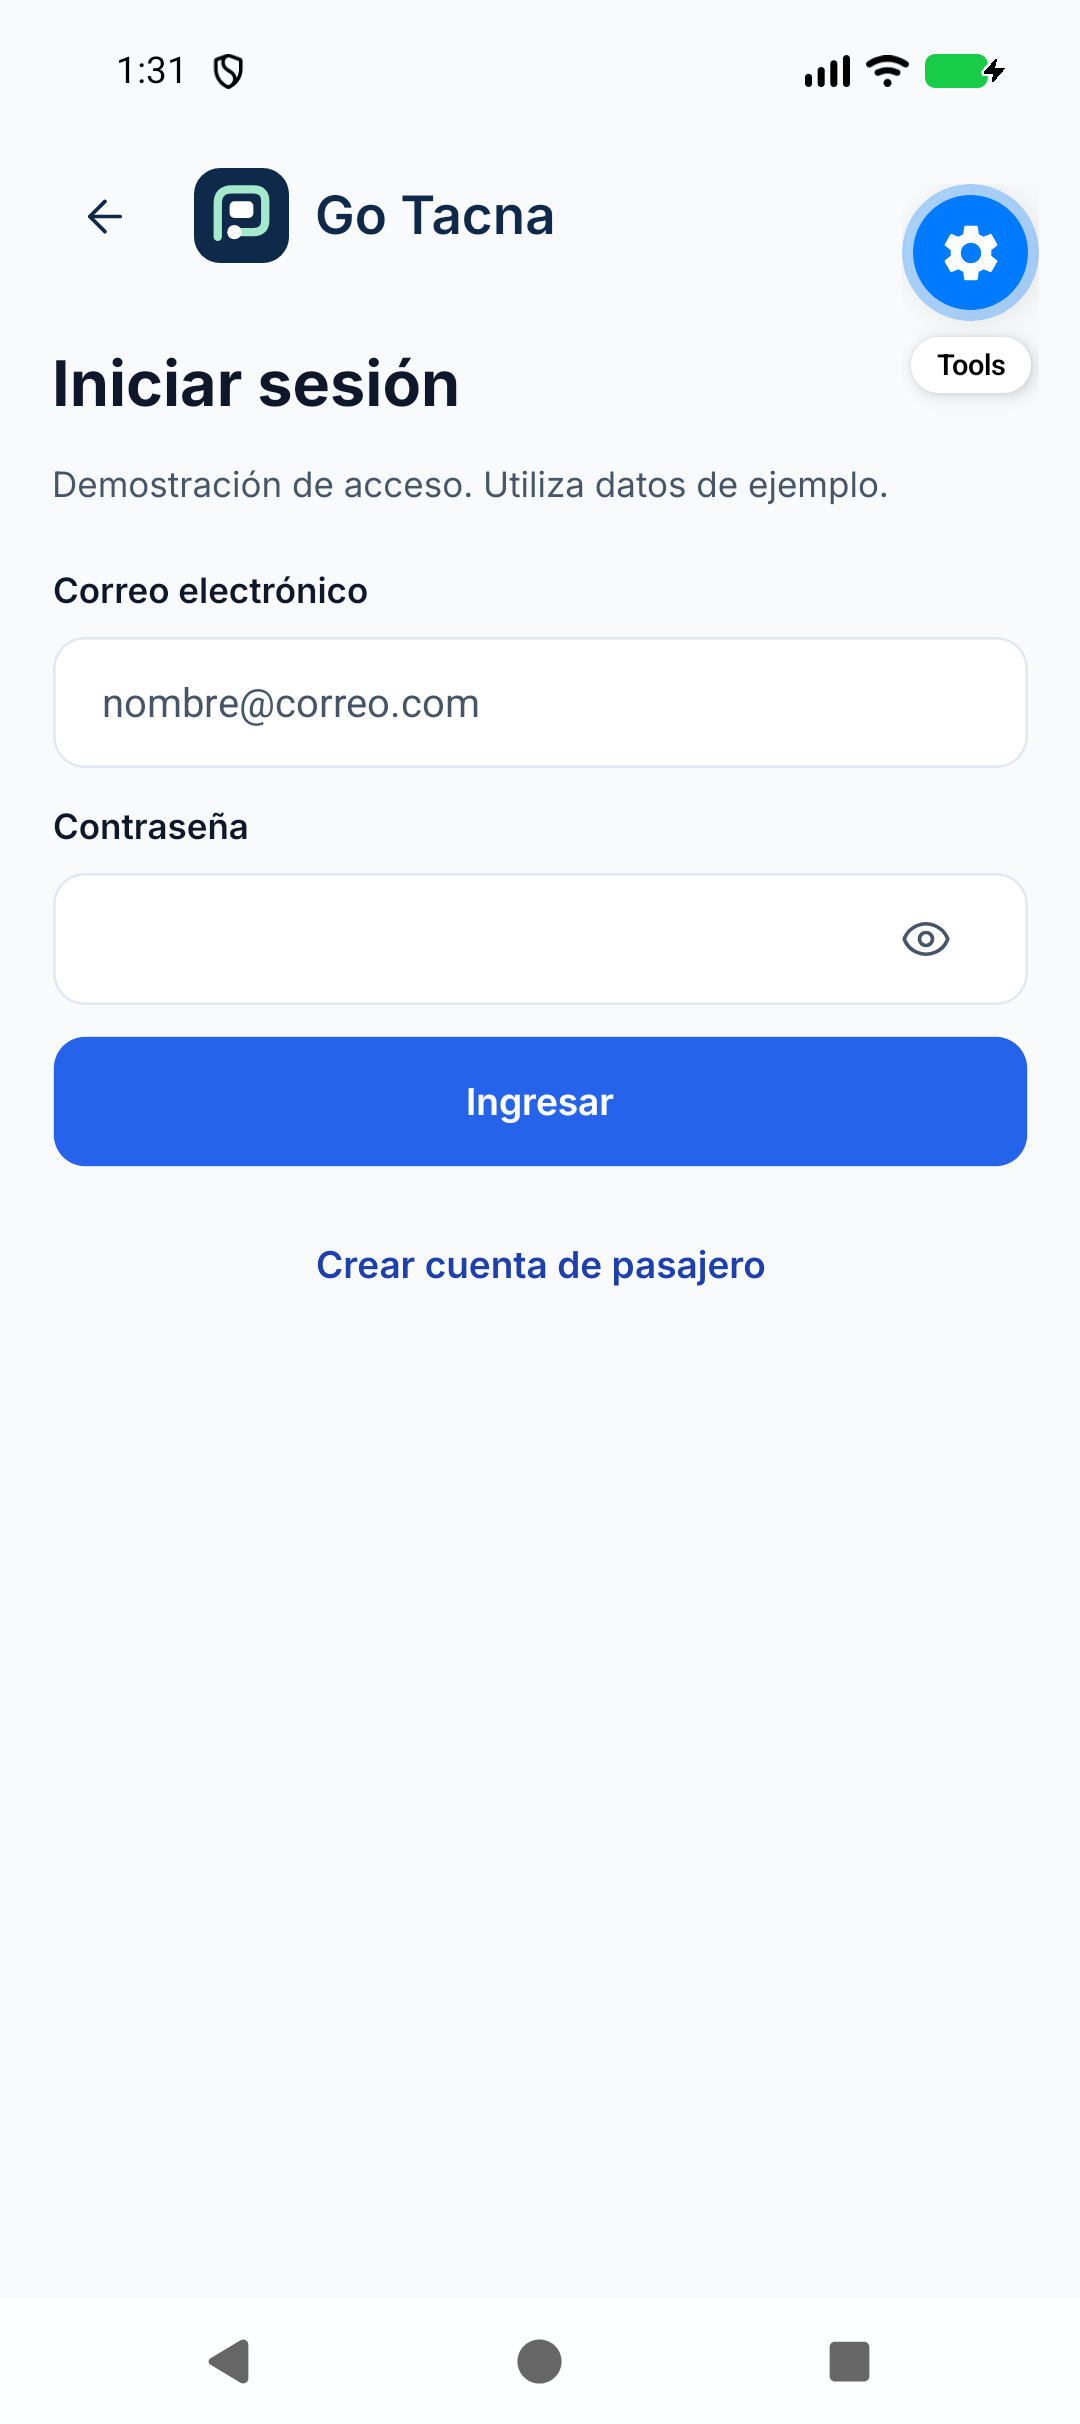 1:31
Go Tacna
Tools
Iniciar sesión
Demostración de acceso. Utiliza datos de ejemplo.
Correo electrónico
nombre@correo.com
Contraseña
Ingresar
Crear cuenta de pasajero